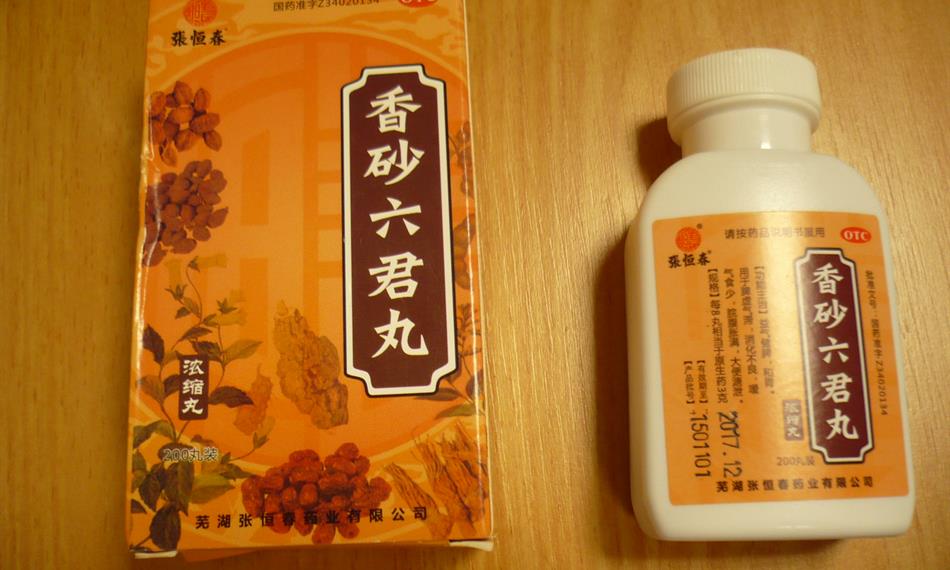 国药准字Z34020134
OTC
张恒春
香砂六君丸
浓缩丸
200丸装
芜湖张恒春药业有限公司
张恒春
请按药品说明书服用
OTC
批准文号：国药准字Z34020134
香砂六君丸
浓缩丸
200丸装
【功能主治】益气健脾，和胃。
用于脾虚气滞，消化不良，嗳
气食少，脘腹胀满，大便溏泄。
【规格】每8丸相当于原生药3克
【有效期至】
2017.12
【产品批号】
1501101
芜湖张恒春药业有限公司